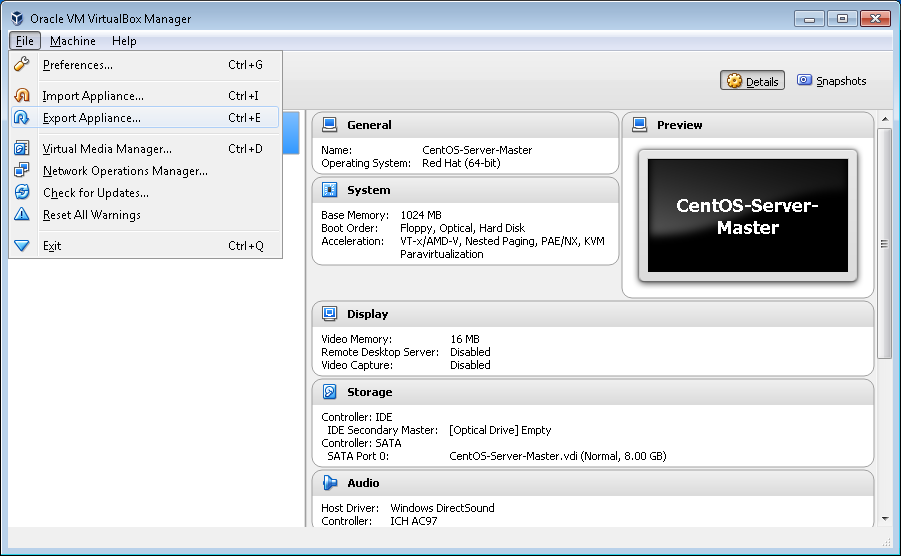 Oracle VM VirtualBox Manager
File Machine Help
Preferences... Ctrl+G
Import Appliance... Ctrl+I
Export Appliance... Ctrl+E
Virtual Media Manager... Ctrl+D
Network Operations Manager...
Check for Updates...
Reset All Warnings
Exit Ctrl+Q
Details Snapshots
General
Name: CentOS-Server-Master
Operating System: Red Hat (64-bit)
System
Base Memory: 1024 MB
Boot Order: Floppy, Optical, Hard Disk
Acceleration: VT-x/AMD-V, Nested Paging, PAE/NX, KVM
Paravirtualization
Preview
CentOS-Server-
Master
Display
Video Memory: 16 MB
Remote Desktop Server: Disabled
Video Capture: Disabled
Storage
Controller: IDE
IDE Secondary Master: [Optical Drive] Empty
Controller: SATA
SATA Port 0: CentOS-Server-Master.vdi (Normal, 8.00 GB)
Audio
Host Driver: Windows DirectSound
Controller: ICH AC97